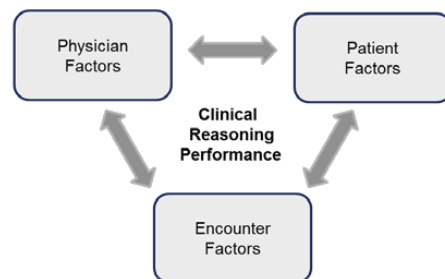 Physician
Factors
Patient
Factors
Clinical
Reasoning
Performance
Encounter
Factors